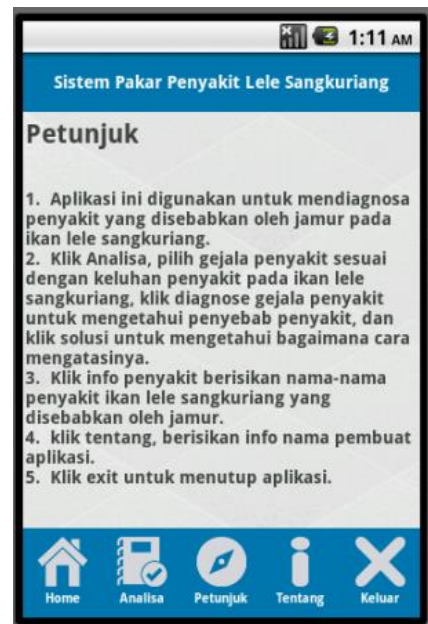 1:11 AM
Sistem Pakar Penyakit Lele Sangkuriang
Petunjuk
1. Aplikasi ini digunakan untuk mendiagnosa
penyakit yang disebabkan oleh jamur pada
ikan lele sangkuriang.
2. Klik Analisa, pilih gejala penyakit sesuai
dengan keluhan penyakit pada ikan lele
sangkuriang, klik diagnose gejala penyakit
untuk mengetahui penyebab penyakit, dan
klik solusi untuk mengetahui bagaimana cara
mengatasinya.
3. Klik info penyakit berisikan nama-nama
penyakit ikan lele sangkuriang yang
disebabkan oleh jamur.
4. klik tentang, berisikan info nama pembuat
aplikasi.
5. Klik exit untuk menutup aplikasi.
Home Analisa Petunjuk Tentang Keluar